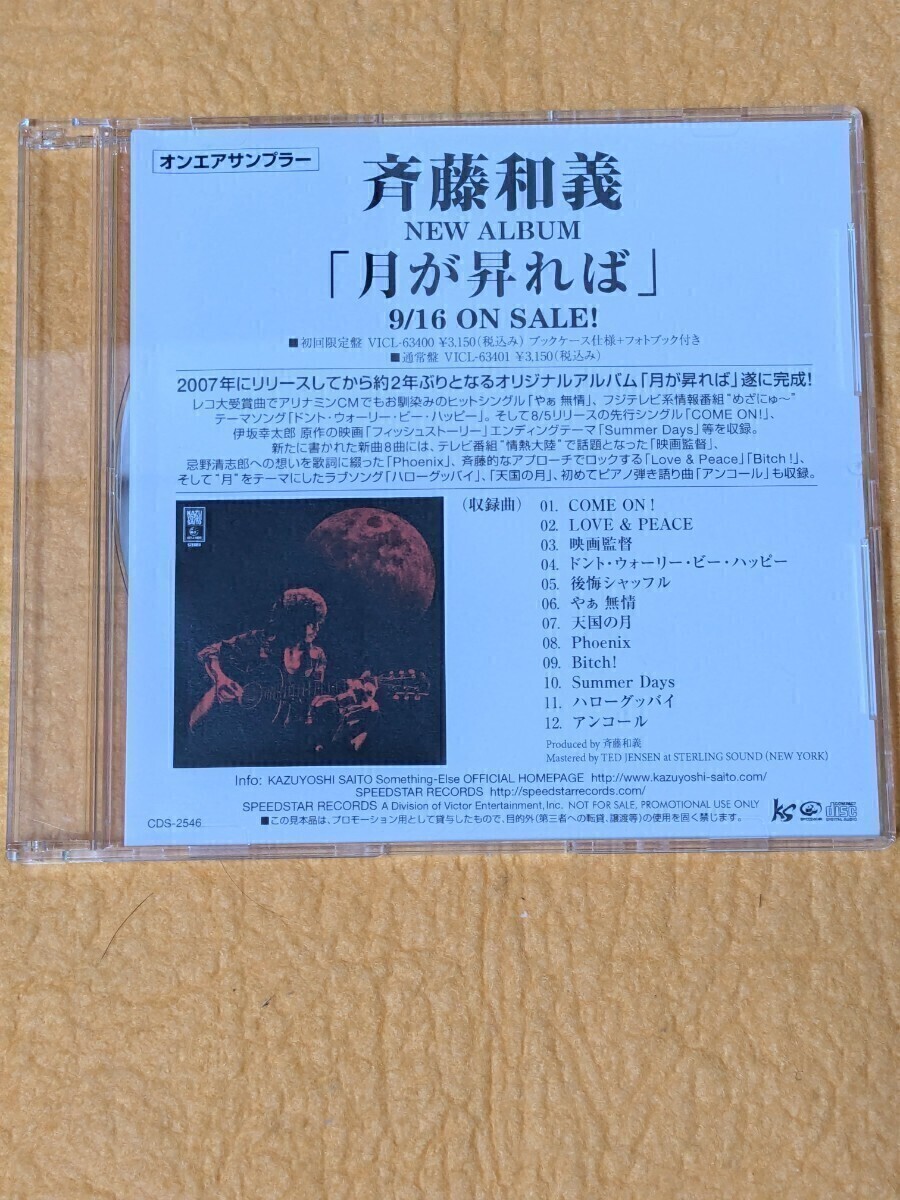 オンエアサンプラー
斉藤和義
NEW ALBUM
「月が昇れば」
9/16 ON SALE!
■初回限定盤 VICL-63400 ¥3,150(税込み) ブックケース仕様+フォトブック付き
■通常盤 VICL-63401 ¥3,150(税込み)
2007年にリリースしてから約2年ぶりとなるオリジナルアルバム「月が昇れば」遂に完成!
レコ大受賞曲でアリナミンCMでもお馴染みのヒットシングル「やぁ 無情」、フジテレビ系情報番組“めざにゅ〜”
テーマソング「ドント・ウォーリー・ビー・ハッピー」。そして8/5リリースの先行シングル「COME ON!」、
伊坂幸太郎 原作の映画「フィッシュストーリー」エンディングテーマ「Summer Days」等を収録。
新たに書かれた新曲8曲には、テレビ番組“情熱大陸”で話題となった「映画監督」、
忌野清志郎への想いを歌詞に綴った「Phoenix」、斉藤的なアプローチでロックする「Love & Peace」「Bitch!」、
そして“月”をテーマにしたラブソング「ハローグッバイ」、「天国の月」、初めてピアノ弾き語り曲「アンコール」も収録。
KAZU
YOSHI
SAITO
(収録曲)
01. COME ON!
02. LOVE & PEACE
03. 映画監督
04. ドント・ウォーリー・ビー・ハッピー
05. 後悔シャッフル
06. やぁ 無情
07. 天国の月
08. Phoenix
09. Bitch!
10. Summer Days
11. ハローグッバイ
12. アンコール
Produced by 斉藤和義
Mastered by TED JENSEN at STERLING SOUND (NEW YORK)
Info: KAZUYOSHI SAITO Something-Else OFFICIAL HOMEPAGE http://www.kazuyoshi-saito.com/
SPEEDSTAR RECORDS http://speedstarrecords.com/
SPEEDSTAR RECORDS A Division of Victor Entertainment, Inc. NOT FOR SALE, PROMOTIONAL USE ONLY
CDS-2546
■この見本品は、プロモーション用として貸与したもので、目的外(第三者への転貸、譲渡等)の使用を固く禁じます。
KS
COMPACT
disc
DIGITAL AUDIO